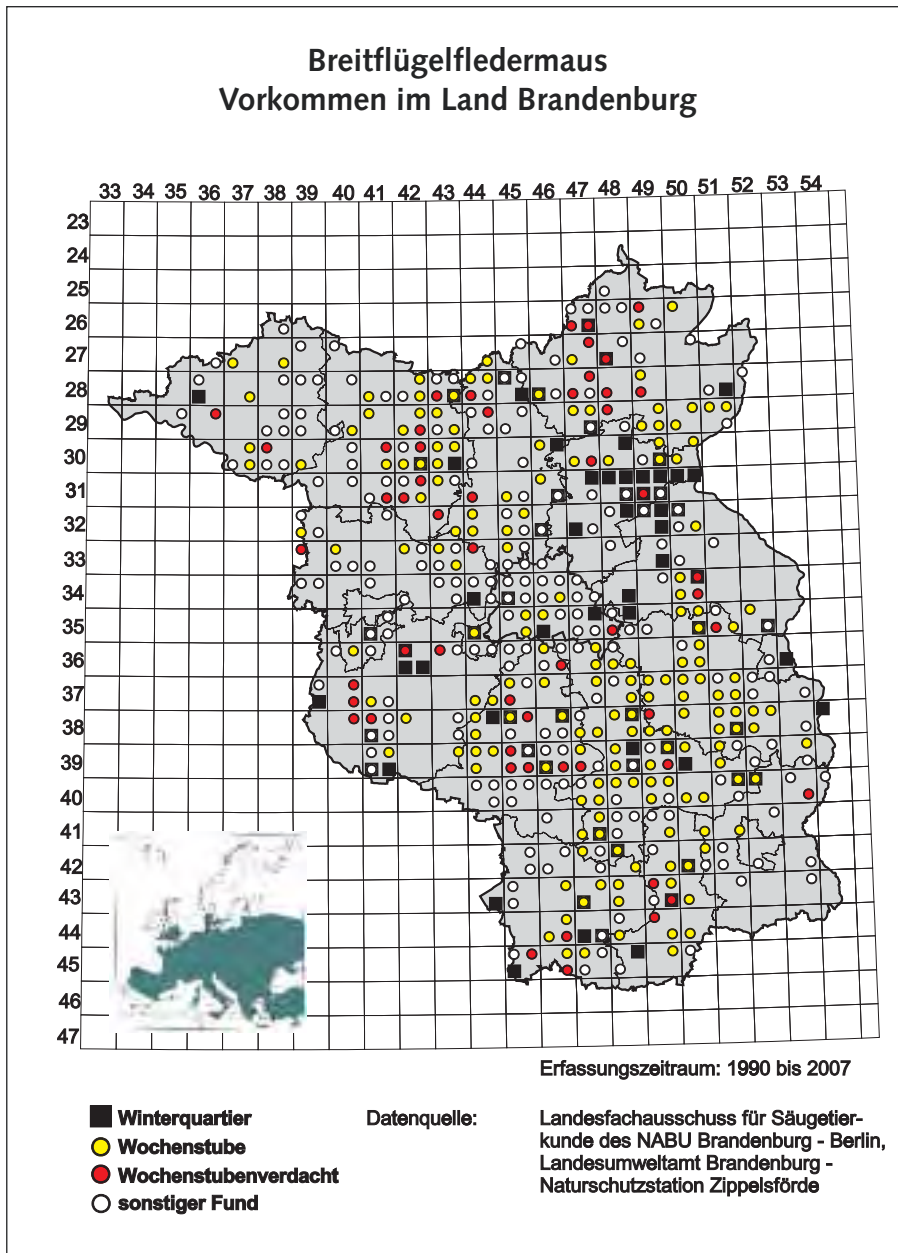 Breitflügelfledermaus
Vorkommen im Land Brandenburg
33 34 35 36 37 38 39 40 41 42 43 44 45 46 47 48 49 50 51 52 53 54
23
24
25
26
27
28
29
30
31
32
33
34
35
36
37
38
39
40
41
42
43
44
45
46
47
Erfassungszeitraum: 1990 bis 2007
Winterquartier
Wochenstube
Wochenstubenverdacht
sonstiger Fund
Datenquelle:
Landesfachausschuss für Säugetier-
kunde des NABU Brandenburg - Berlin,
Landesumweltamt Brandenburg -
Naturschutzstation Zippelsförde